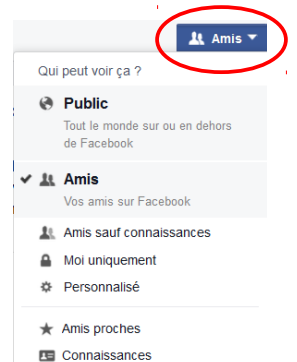 Amis
Qui peut voir ça ?
Public
Tout le monde sur ou en dehors
de Facebook
Amis
Vos amis sur Facebook
Amis sauf connaissances
Moi uniquement
Personnalisé
Amis proches
Connaissances